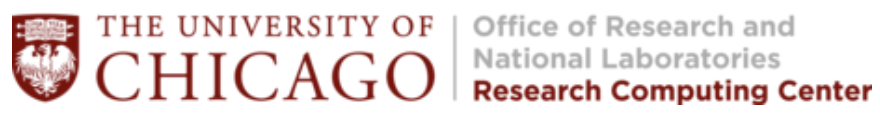 THE UNIVERSITY OF
CHICAGO
Office of Research and
National Laboratories
Research Computing Center